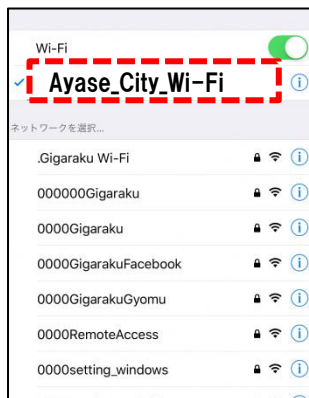 Wi-Fi
Ayase_City_Wi-Fi
ネットワークを選択...
.Gigaraku Wi-Fi
000000Gigaraku
0000Gigaraku
0000GigarakuFacebook
0000GigarakuGyomu
0000RemoteAccess
0000setting_windows